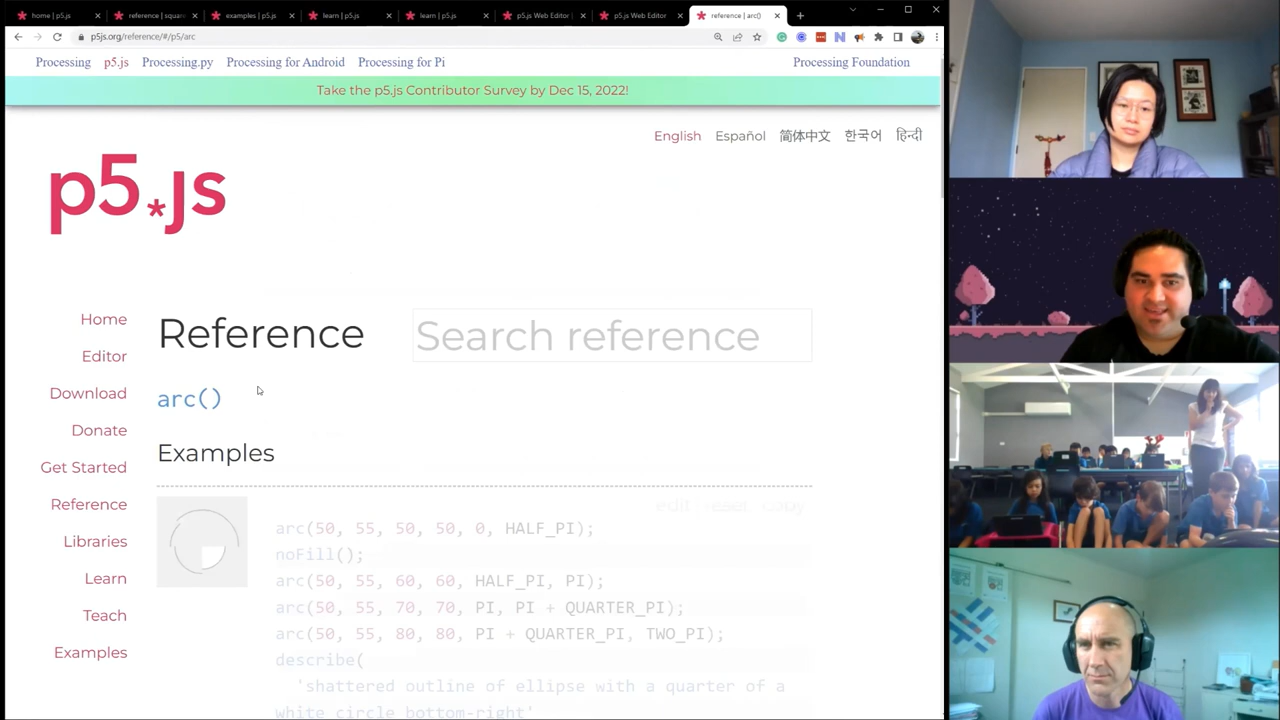 home | p5.js
reference | squar
examples | p5.js
learn | p5.js
learn | p5.js
p5.js Web Editor |
p5.js Web Editor
reference | arc()
p5js.org/reference/#/p5/arc
Processing p5.js Processing.py Processing for Android Processing for Pi Processing Foundation
Take the p5.js Contributor Survey by Dec 15, 2022!
English Español 简体中文 한국어 हिन्दी
p5*js
Home
Editor
Download
Donate
Get Started
Reference
Libraries
Learn
Teach
Examples
Reference
Search reference
arc()
Examples
edit reset copy
arc(50, 55, 50, 50, 0, HALF_PI);
noFill();
arc(50, 55, 60, 60, HALF_PI, PI);
arc(50, 55, 70, 70, PI, PI + QUARTER_PI);
arc(50, 55, 80, 80, PI + QUARTER_PI, TWO_PI);
describe(
'shattered outline of ellipse with a quarter of a
white circle bottom-right'